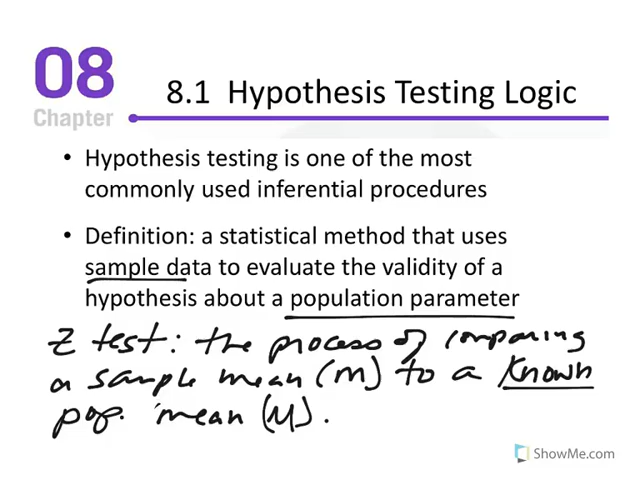 08
Chapter
8.1 Hypothesis Testing Logic
• Hypothesis testing is one of the most
commonly used inferential procedures
• Definition: a statistical method that uses
sample data to evaluate the validity of a
hypothesis about a population parameter
Z test: the process of comparing
a sample mean (M) to a known
pop. mean (μ).
ShowMe.com